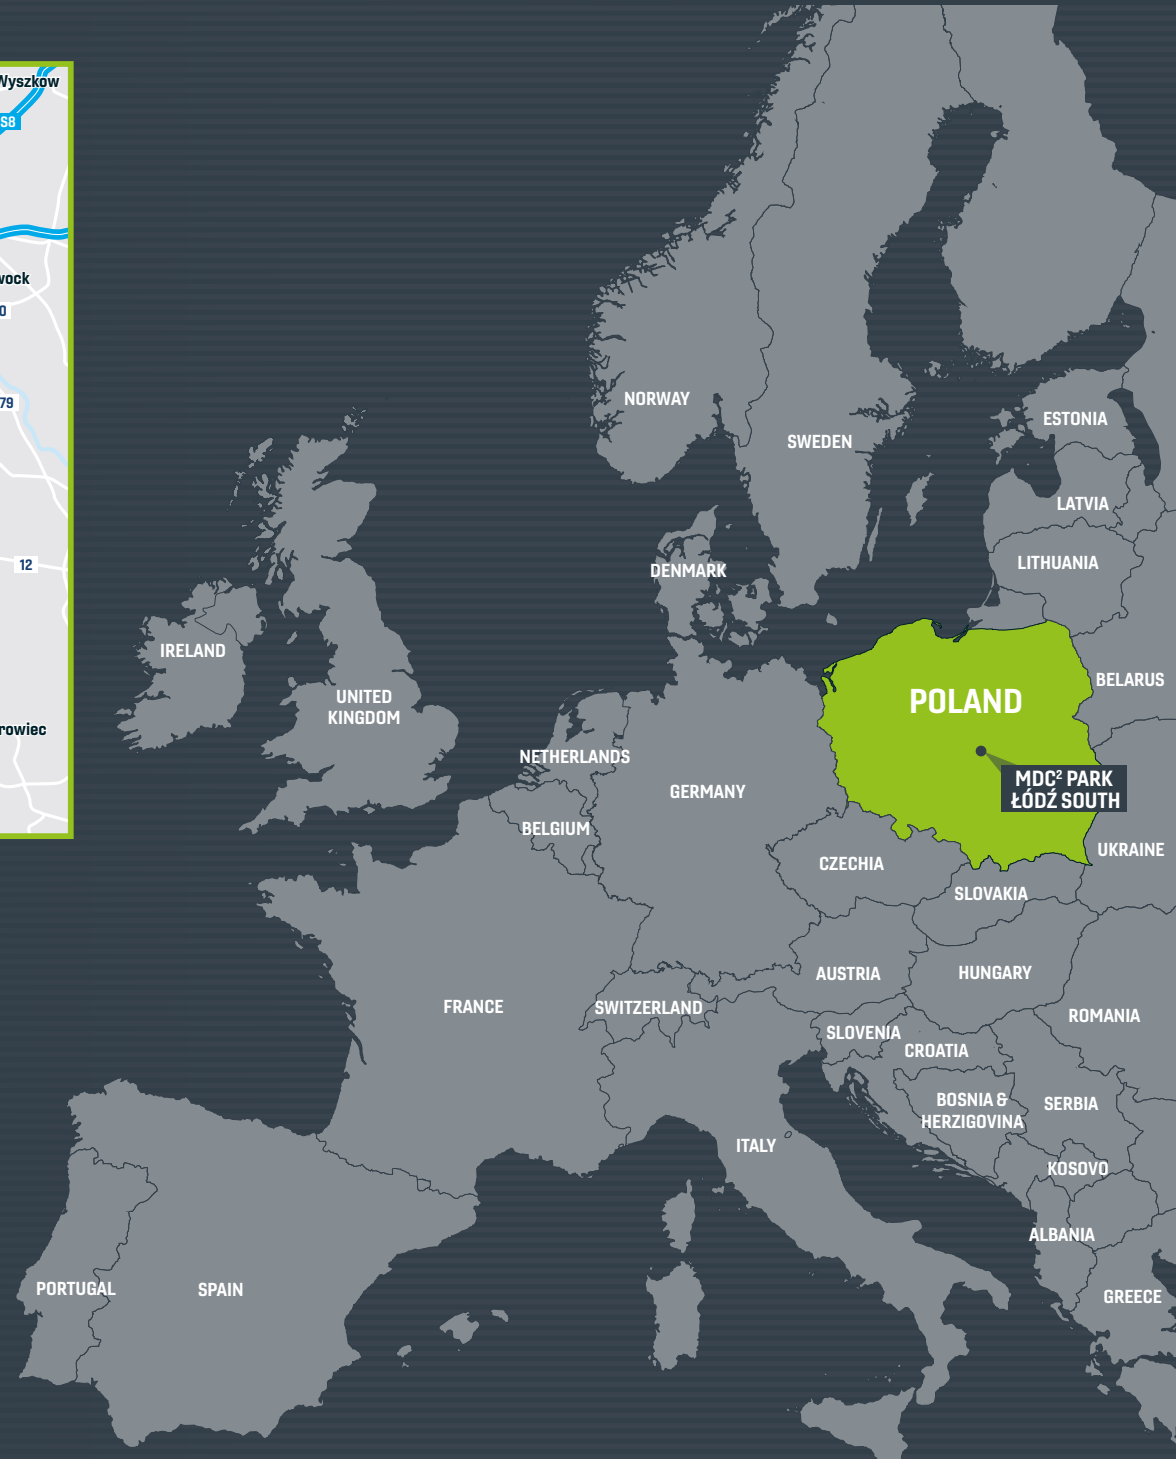 Wyszków
S8
79
12
NORWAY
SWEDEN
ESTONIA
LATVIA
LITHUANIA
DENMARK
IRELAND
UNITED
KINGDOM
BELARUS
POLAND
NETHERLANDS
MDC² PARK
ŁÓDŹ SOUTH
GERMANY
BELGIUM
UKRAINE
CZECHIA
SLOVAKIA
AUSTRIA
HUNGARY
FRANCE
SWITZERLAND
ROMANIA
SLOVENIA
CROATIA
BOSNIA &
HERZIGOVINA
SERBIA
ITALY
KOSOVO
ALBANIA
PORTUGAL
SPAIN
GREECE